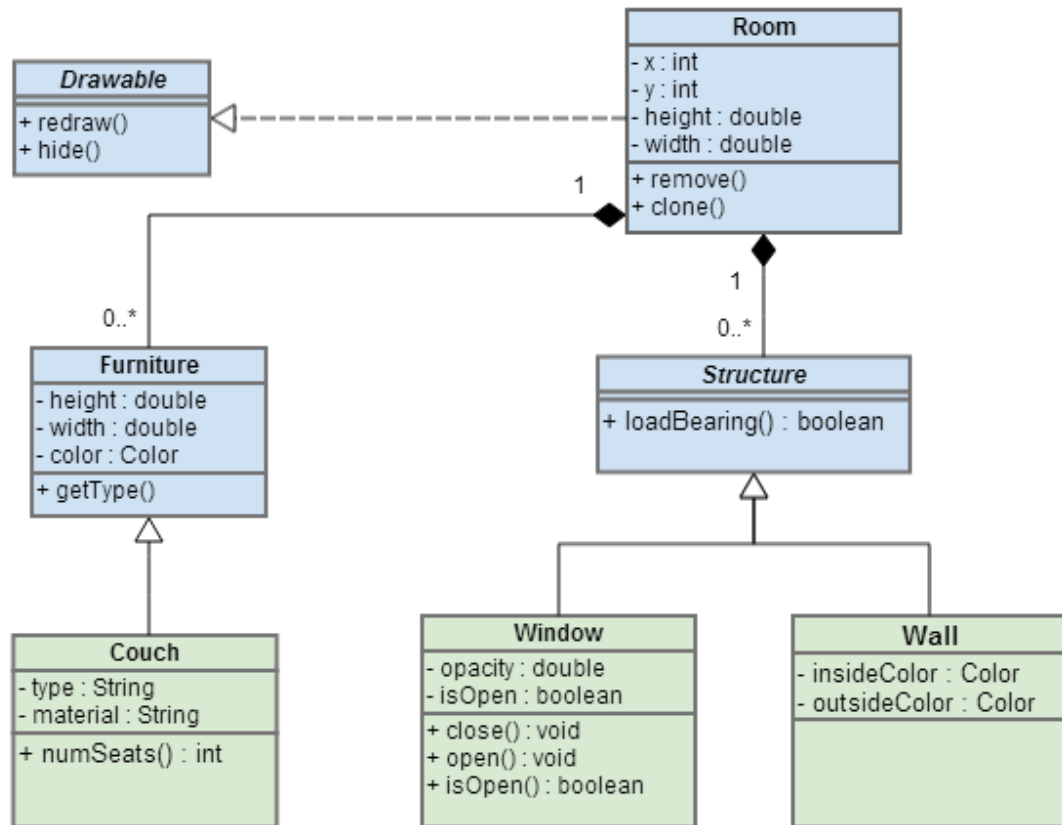 Room
- x : int
- y : int
- height : double
- width : double
+ remove()
+ clone()
Drawable
+ redraw()
+ hide()
1
0..*
1
0..*
Furniture
- height : double
- width : double
- color : Color
+ getType()
Structure
+ loadBearing() : boolean
Couch
- type : String
- material : String
+ numSeats() : int
Window
- opacity : double
- isOpen : boolean
+ close() : void
+ open() : void
+ isOpen() : boolean
Wall
- insideColor : Color
- outsideColor : Color